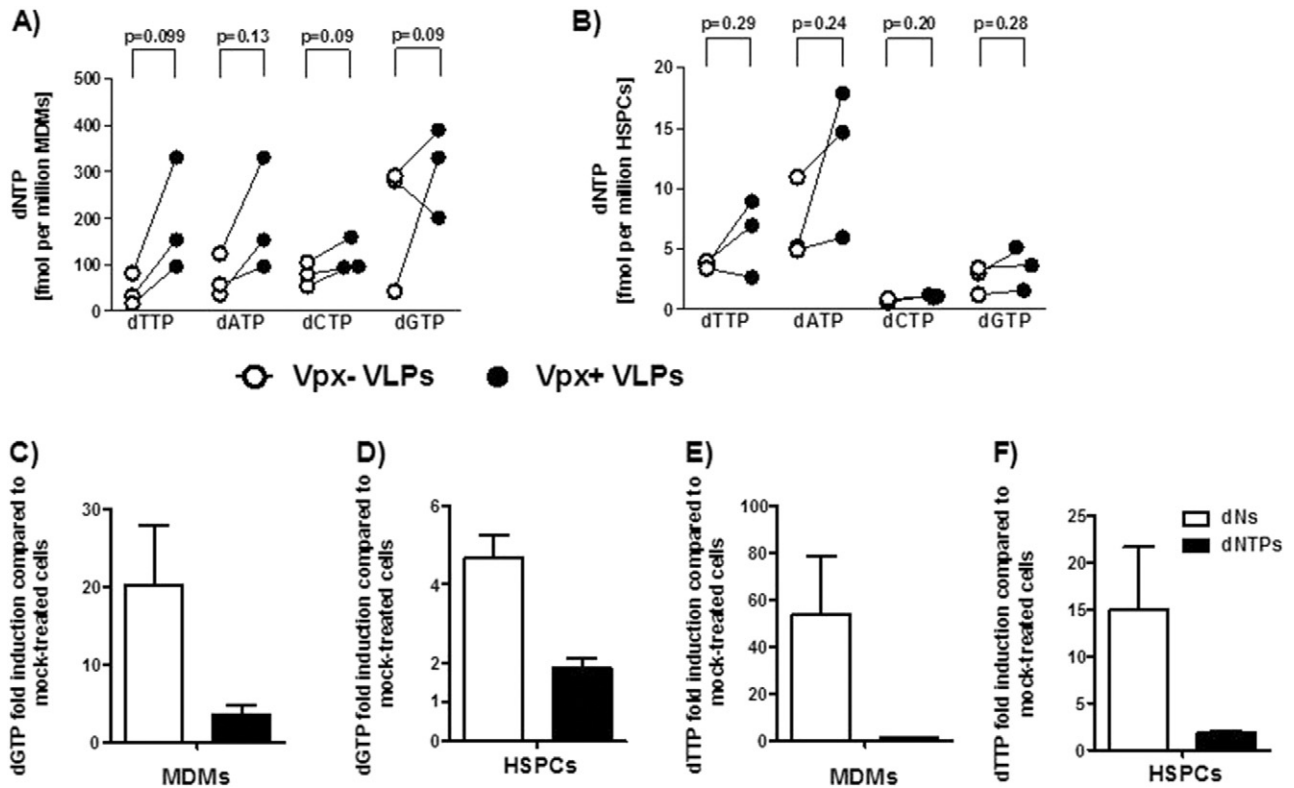 A)
p=0.099 p=0.13 p=0.09 p=0.09
dNTP
[fmol per million MDMs]
500
400
300
200
100
0
dTTP dATP dCTP dGTP
B)
p=0.29 p=0.24 p=0.20 p=0.28
dNTP
[fmol per million HSPCs]
20
15
10
5
0
dTTP dATP dCTP dGTP
Vpx- VLPs Vpx+ VLPs
C)
dGTP fold induction compared to
mock-treated cells
30
20
10
0
MDMs
D)
dGTP fold induction compared to
mock-treated cells
6
4
2
1
0
HSPCs
E)
dTTP fold induction compared to
mock-treated cells
100
80
60
40
20
0
MDMs
F)
dTTP fold induction compared to
mock-treated cells
25
20
15
10
5
0
HSPCs
dNs
dNTPs